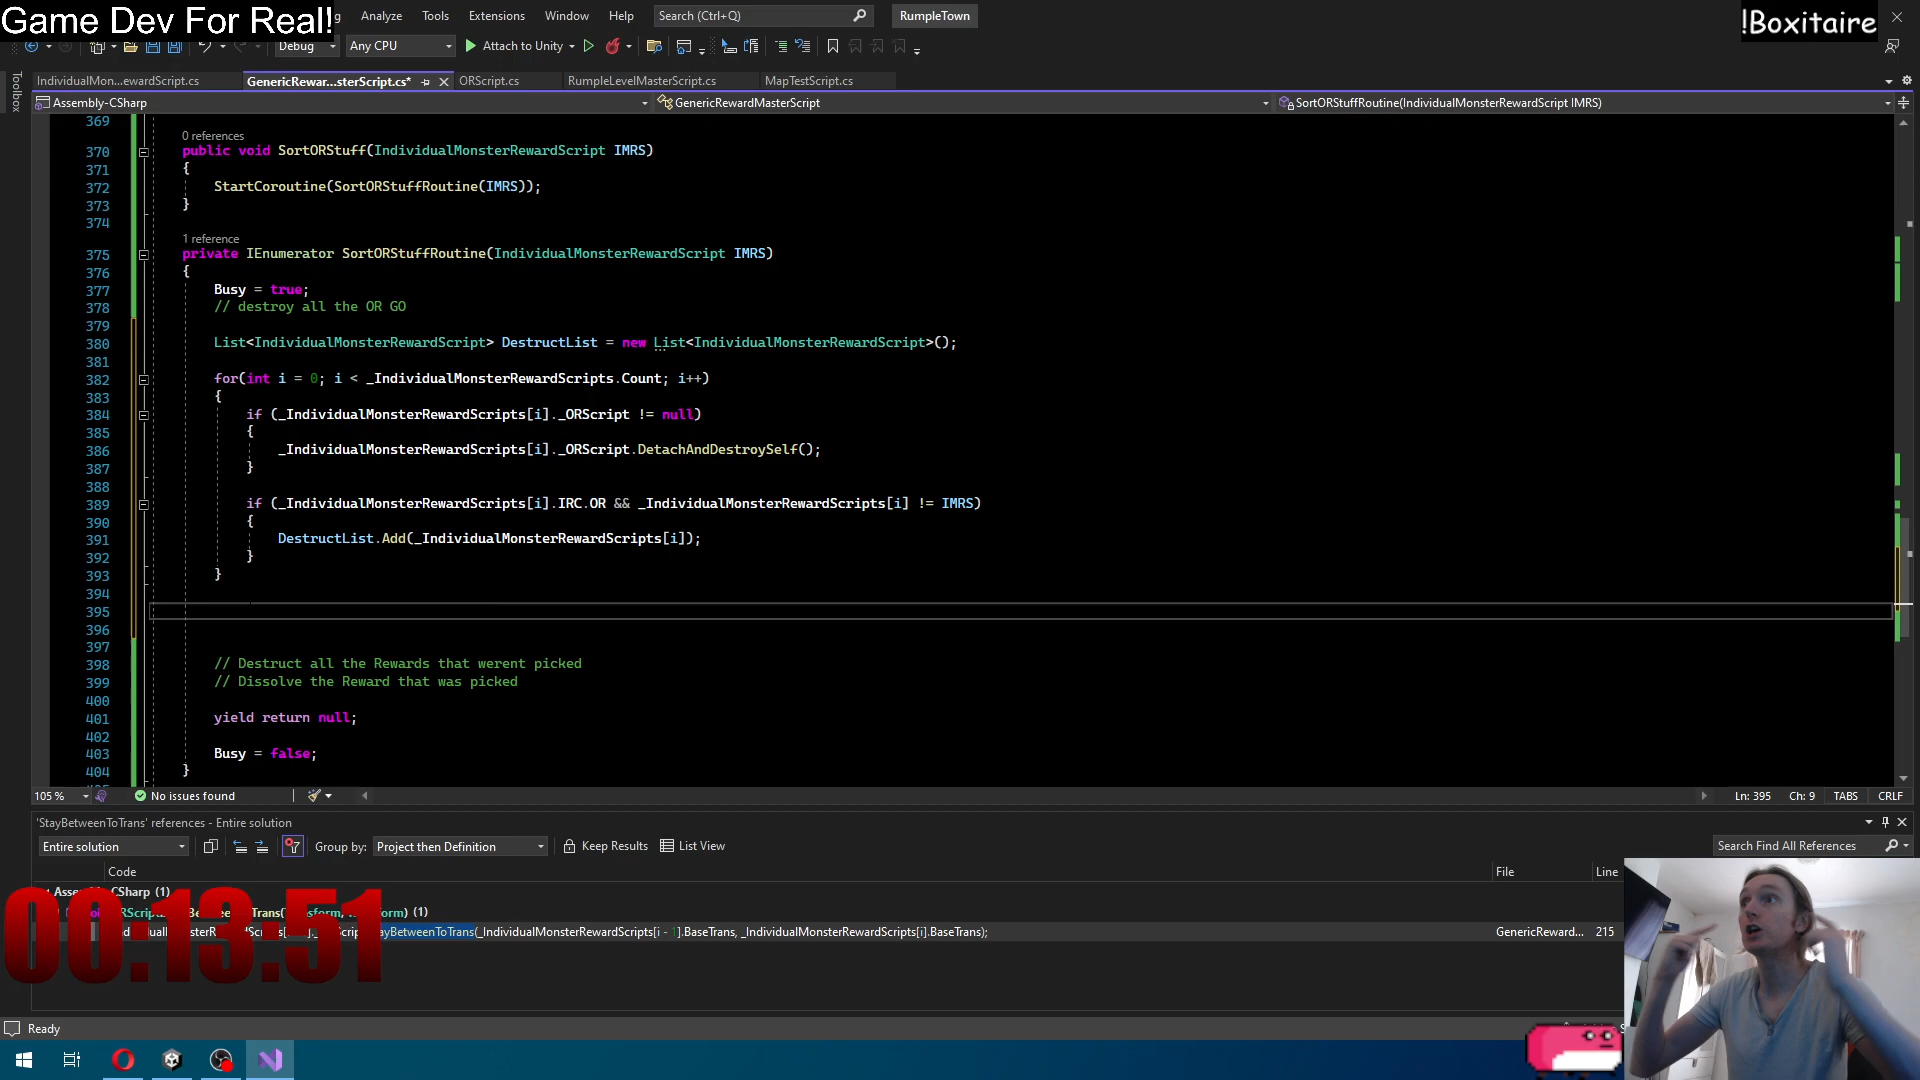 Game Dev For Real!
Analyze Tools Extensions Window Help Search (Ctrl+Q) RumpleTown
!Boxitaire
Debug Any CPU Attach to Unity
Toolbox
IndividualMon...ewardScript.cs GenericRewar...sterScript.cs* ORScript.cs RumpleLevelMasterScript.cs MapTestScript.cs
Assembly-CSharp GenericRewardMasterScript SortORStuffRoutine(IndividualMonsterRewardScript IMRS)
369
0 references
370 public void SortORStuff(IndividualMonsterRewardScript IMRS)
371 {
372 StartCoroutine(SortORStuffRoutine(IMRS));
373 }
374
1 reference
375 private IEnumerator SortORStuffRoutine(IndividualMonsterRewardScript IMRS)
376 {
377 Busy = true;
378 // destroy all the OR GO
379
380 List<IndividualMonsterRewardScript> DestructList = new List<IndividualMonsterRewardScript>();
381
382 for(int i = 0; i < _IndividualMonsterRewardScripts.Count; i++)
383 {
384 if (_IndividualMonsterRewardScripts[i]._ORScript != null)
385 {
386 _IndividualMonsterRewardScripts[i]._ORScript.DetachAndDestroySelf();
387 }
388
389 if (_IndividualMonsterRewardScripts[i].IRC.OR && _IndividualMonsterRewardScripts[i] != IMRS)
390 {
391 DestructList.Add(_IndividualMonsterRewardScripts[i]);
392 }
393 }
394
395
396
397
398 // Destruct all the Rewards that werent picked
399 // Dissolve the Reward that was picked
400
401 yield return null;
402
403 Busy = false;
404 }
105 % No issues found Ln: 395 Ch: 9 TABS CRLF
'StayBetweenToTrans' references - Entire solution
Entire solution Group by: Project then Definition Keep Results List View Search Find All References
Code File Line
CSharp (1)
(1)
ayBetweenToTrans(_IndividualMonsterRewardScripts[i - 1].BaseTrans, _IndividualMonsterRewardScripts[i].BaseTrans); GenericReward... 215
00:13:51
Ready